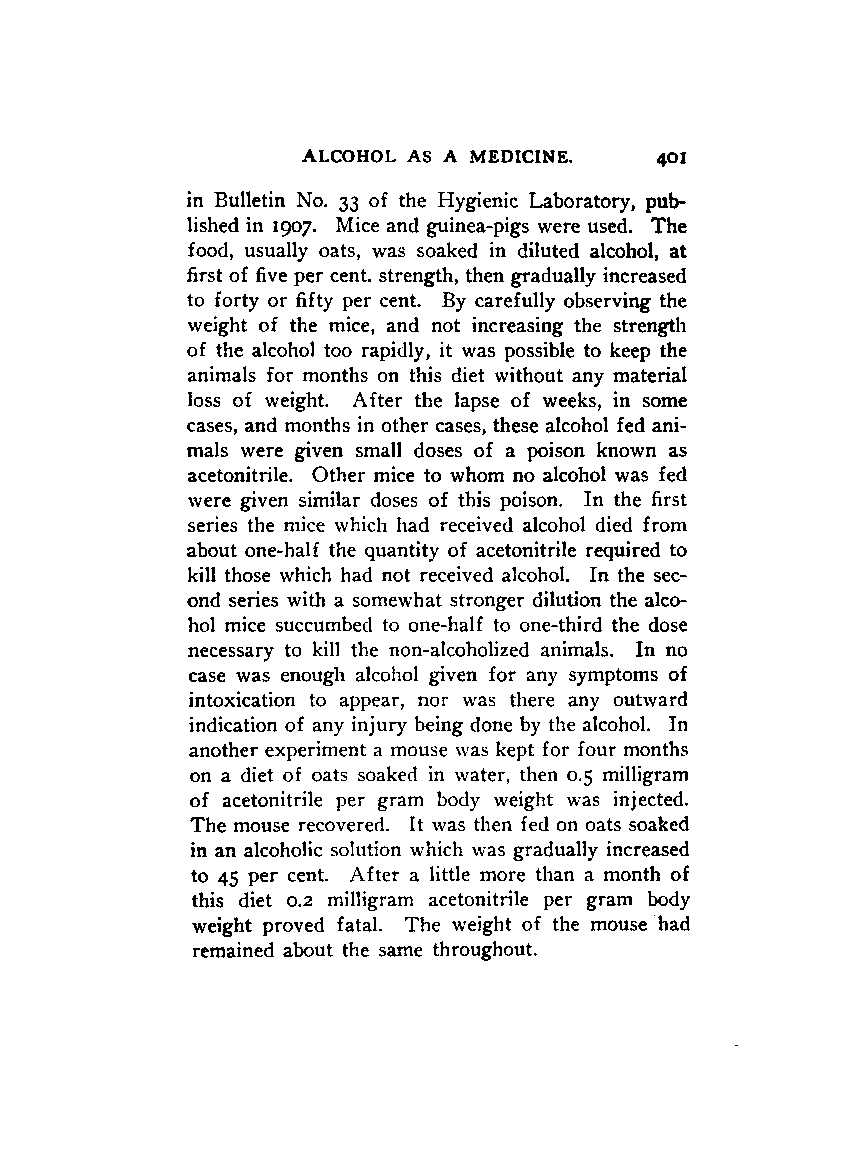 ALCOHOL AS A MEDICINE. 401
in Bulletin No. 33 of the Hygienic Laboratory, pub-
lished in 1907. Mice and guinea-pigs were used. The
food, usually oats, was soaked in diluted alcohol, at
first of five per cent. strength, then gradually increased
to forty or fifty per cent. By carefully observing the
weight of the mice, and not increasing the strength
of the alcohol too rapidly, it was possible to keep the
animals for months on this diet without any material
loss of weight. After the lapse of weeks, in some
cases, and months in other cases, these alcohol fed ani-
mals were given small doses of a poison known as
acetonitrile. Other mice to whom no alcohol was fed
were given similar doses of this poison. In the first
series the mice which had received alcohol died from
about one-half the quantity of acetonitrile required to
kill those which had not received alcohol. In the sec-
ond series with a somewhat stronger dilution the alco-
hol mice succumbed to one-half to one-third the dose
necessary to kill the non-alcoholized animals. In no
case was enough alcohol given for any symptoms of
intoxication to appear, nor was there any outward
indication of any injury being done by the alcohol. In
another experiment a mouse was kept for four months
on a diet of oats soaked in water, then 0.5 milligram
of acetonitrile per gram body weight was injected.
The mouse recovered. It was then fed on oats soaked
in an alcoholic solution which was gradually increased
to 45 per cent. After a little more than a month of
this diet 0.2 milligram acetonitrile per gram body
weight proved fatal. The weight of the mouse had
remained about the same throughout.